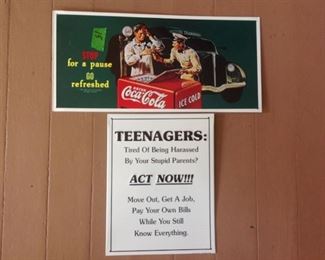 STOP
for a pause
GO
refreshed
DRINK
Coca-Cola
ICE COLD
TEENAGERS:
Tired Of Being Harassed
By Your Stupid Parents?
ACT NOW!!!
Move Out, Get A Job,
Pay Your Own Bills
While You Still
Know Everything.